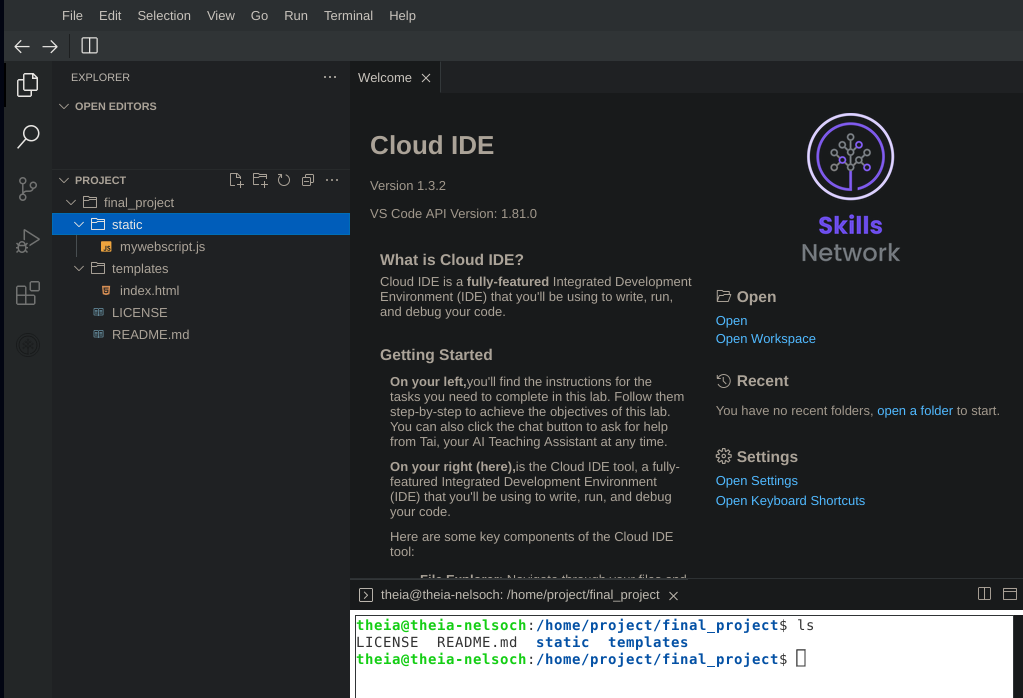 File Edit Selection View Go Run Terminal Help
EXPLORER
OPEN EDITORS
PROJECT
final_project
static
mywebscript.js
templates
index.html
LICENSE
README.md
Welcome
Cloud IDE
Version 1.3.2
VS Code API Version: 1.81.0
What is Cloud IDE?
Cloud IDE is a fully-featured Integrated Development
Environment (IDE) that you'll be using to write, run,
and debug your code.
Getting Started
On your left,you'll find the instructions for the
tasks you need to complete in this lab. Follow them
step-by-step to achieve the objectives of this lab.
You can also click the chat button to ask for help
from Tai, your AI Teaching Assistant at any time.
On your right (here),is the Cloud IDE tool, a fully-
featured Integrated Development Environment
(IDE) that you'll be using to write, run, and debug
your code.
Here are some key components of the Cloud IDE
tool:
File Explorer: Navigate through your files and
Skills
Network
Open
Open
Open Workspace
Recent
You have no recent folders, open a folder to start.
Settings
Open Settings
Open Keyboard Shortcuts
theia@theia-nelsoch: /home/project/final_project
theia@theia-nelsoch:/home/project/final_project$ ls
LICENSE README.md static templates
theia@theia-nelsoch:/home/project/final_project$